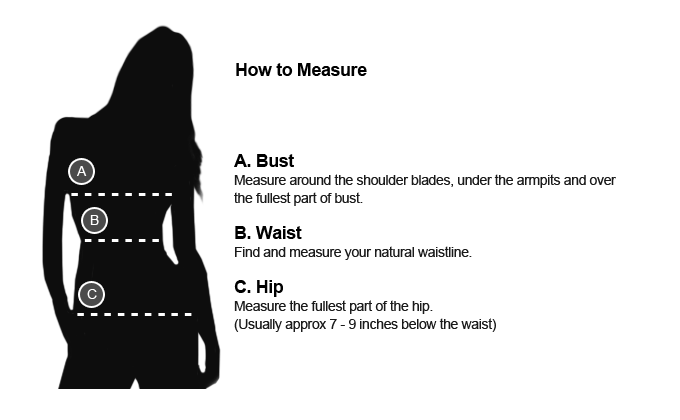 How to Measure
A
A. Bust
Measure around the shoulder blades, under the armpits and over
the fullest part of bust.
B
B. Waist
Find and measure your natural waistline.
C
C. Hip
Measure the fullest part of the hip.
(Usually approx 7 - 9 inches below the waist)